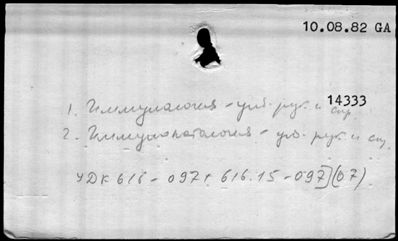 10.08.82 GA
14333
1. Иммунология - уч. рук. и спр.
2. Иммунопатология - уч. рук. и спр.
УДК 616-097+616.15-097](07)